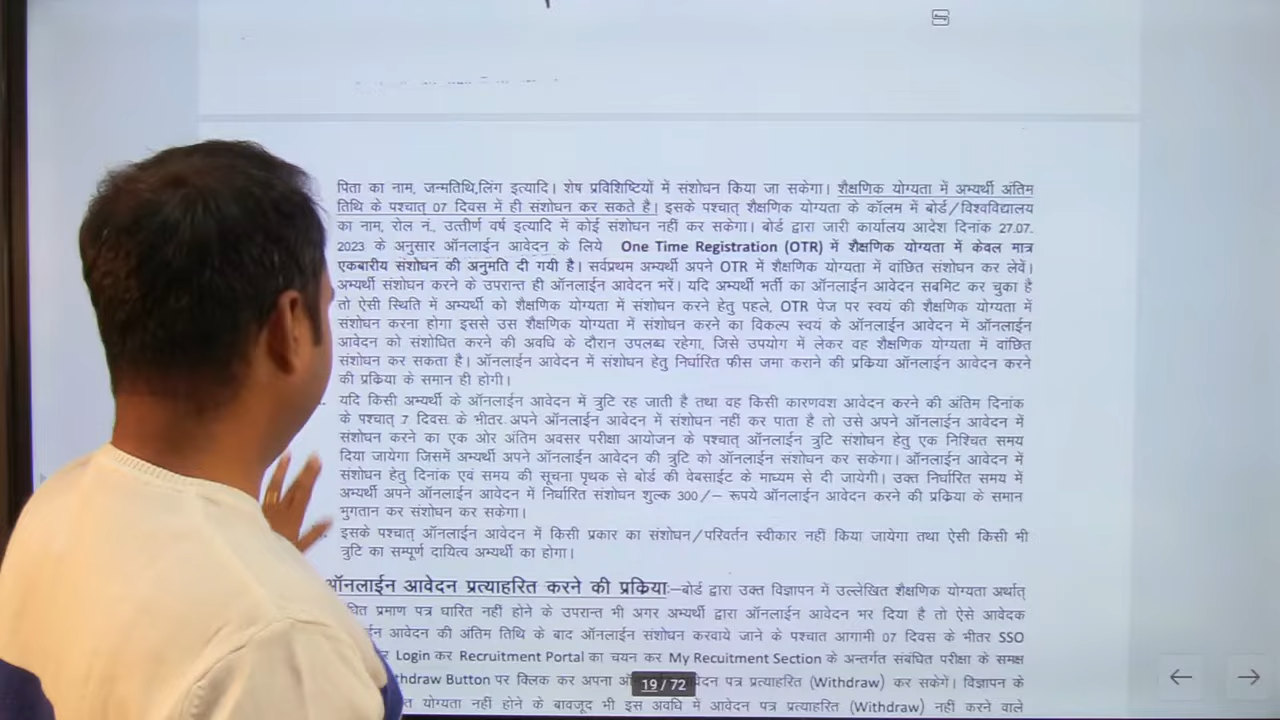 पिता का नाम, जन्मतिथि,लिंग इत्यादि। शेष प्रविशिष्टियों में संशोधन किया जा सकेगा। शैक्षणिक योग्यता में अभ्यर्थी अंतिम
तिथि के पश्चात् 07 दिवस में ही संशोधन कर सकते है। इसके पश्चात् शैक्षणिक योग्यता के कॉलम में बोर्ड/विश्वविद्यालय
का नाम, रोल नं., उत्तीर्ण वर्ष इत्यादि में कोई संशोधन नहीं कर सकेगा। बोर्ड द्वारा जारी कार्यालय आदेश दिनांक 27.07.
2023 के अनुसार ऑनलाईन आवेदन के लिये One Time Registration (OTR) में शैक्षणिक योग्यता में केवल मात्र
एकबारीय संशोधन की अनुमति दी गयी है। सर्वप्रथम अभ्यर्थी अपने OTR में शैक्षणिक योग्यता में वांछित संशोधन कर लेवें।
अभ्यर्थी संशोधन करने के उपरान्त ही ऑनलाईन आवेदन भरें। यदि अभ्यर्थी भर्ती का ऑनलाईन आवेदन सबमिट कर चुका है
तो ऐसी स्थिति में अभ्यर्थी को शैक्षणिक योग्यता में संशोधन करने हेतु पहले, OTR पेज पर स्वयं की शैक्षणिक योग्यता में
संशोधन करना होगा इससे उस शैक्षणिक योग्यता में संशोधन करने का विकल्प स्वयं के ऑनलाईन आवेदन में ऑनलाईन
आवेदन को संशोधित करने की अवधि के दौरान उपलब्ध रहेगा, जिसे उपयोग में लेकर वह शैक्षणिक योग्यता में वांछित
संशोधन कर सकता है। ऑनलाईन आवेदन में संशोधन हेतु निर्धारित फीस जमा कराने की प्रकिया ऑनलाईन आवेदन करने
की प्रकिया के समान ही होगी।
यदि किसी अभ्यर्थी के ऑनलाईन आवेदन में त्रुटि रह जाती है तथा वह किसी कारणवश आवेदन करने की अंतिम दिनांक
के पश्चात् 7 दिवस के भीतर अपने ऑनलाईन आवेदन में संशोधन नहीं कर पाता है तो उसे अपने ऑनलाईन आवेदन में
संशोधन करने का एक ओर अंतिम अवसर परीक्षा आयोजन के पश्चात् ऑनलाईन त्रुटि संशोधन हेतु एक निश्चित समय
दिया जायेगा जिसमें अभ्यर्थी अपने ऑनलाईन आवेदन की त्रुटि को ऑनलाईन संशोधन कर सकेगा। ऑनलाईन आवेदन में
संशोधन हेतु दिनांक एवं समय की सूचना पृथक से बोर्ड की वेबसाईट के माध्यम से दी जायेगी। उक्त निर्धारित समय में
अभ्यर्थी अपने ऑनलाईन आवेदन में निर्धारित संशोधन शुल्क 300/– रूपये ऑनलाईन आवेदन करने की प्रकिया के समान
भुगतान कर संशोधन कर सकेगा।
इसके पश्चात् ऑनलाईन आवेदन में किसी प्रकार का संशोधन/परिवर्तन स्वीकार नहीं किया जायेगा तथा ऐसी किसी भी
त्रुटि का सम्पूर्ण दायित्व अभ्यर्थी का होगा।
ऑनलाईन आवेदन प्रत्याहरित करने की प्रकिया:–बोर्ड द्वारा उक्त विज्ञापन में उल्लेखित शैक्षणिक योग्यता अर्थात्
प्रमाण पत्र धारित नहीं होने के उपरान्त भी अगर अभ्यर्थी द्वारा ऑनलाईन आवेदन भर दिया है तो ऐसे आवेदक
आवेदन की अंतिम तिथि के बाद ऑनलाईन संशोधन करवाये जाने के पश्चात आगामी 07 दिवस के भीतर SSO
Login कर Recruitment Portal का चयन कर My Recuitment Section के अन्तर्गत संबंधित परीक्षा के समक्ष
Button पर क्लिक कर अपना पत्र प्रत्याहरित (Withdraw) कर सकेगें। विज्ञापन के
19 / 72
योग्यता नहीं होने के बावजूद भी इस अवधि में आवेदन पत्र प्रत्याहरित (Withdraw) नहीं करने वाले